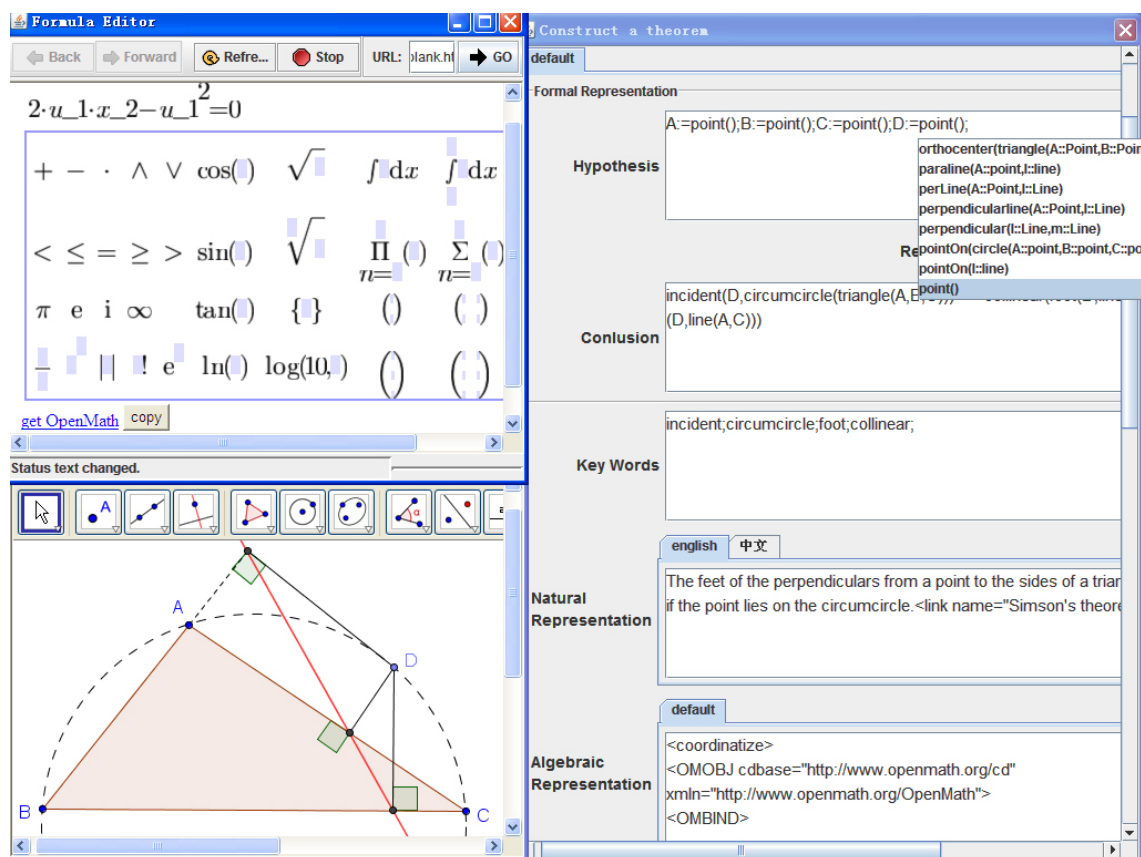 Formula Editor
Back Forward Refre... Stop URL: GO
2·u_1·x_2−u_1^2=0
+ − · ∧ ∨ cos() √ ∫dx ∫dx
< ≤ = ≥ > sin() √ Π n= () Σ n= ()
π e i ∞ tan() {} () ()
|| ! e ln() log(10,) () ()
get OpenMath copy
Status text changed.
A
α
A
D
B
C
Construct a theorem
default
Formal Representation
Hypothesis
A:=point();B:=point();C:=point();D:=point();
orthocenter(triangle(A::Point,B::Poin
paraline(A::point,l::line)
perLine(A::Point,l::Line)
perpendicularline(A::Point,l::Line)
perpendicular(l::Line,m::Line)
pointOn(circle(A::point,B::point,C::po
pointOn(l::line)
point()
Re
Conlusion
incident(D,circumcircle(triangle(A,B,
(D,line(A,C)))
Key Words
incident;circumcircle;foot;collinear;
english 中文
Natural
Representation
The feet of the perpendiculars from a point to the sides of a trian
if the point lies on the circumcircle.<link name="Simson's theore
default
Algebraic
Representation
<coordinatize>
<OMOBJ cdbase="http://www.openmath.org/cd"
xmln="http://www.openmath.org/OpenMath">
<OMBIND>